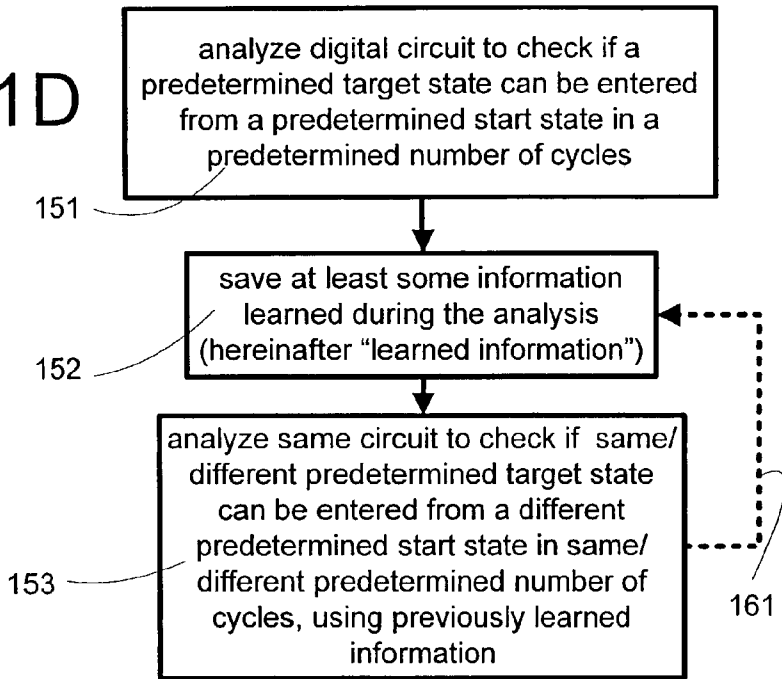 1D
analyze digital circuit to check if a
predetermined target state can be entered
from a predetermined start state in a
predetermined number of cycles
151
save at least some information
learned during the analysis
(hereinafter “learned information”)
152
analyze same circuit to check if same/
different predetermined target state
can be entered from a different
predetermined start state in same/
different predetermined number of
cycles, using previously learned
information
153
161